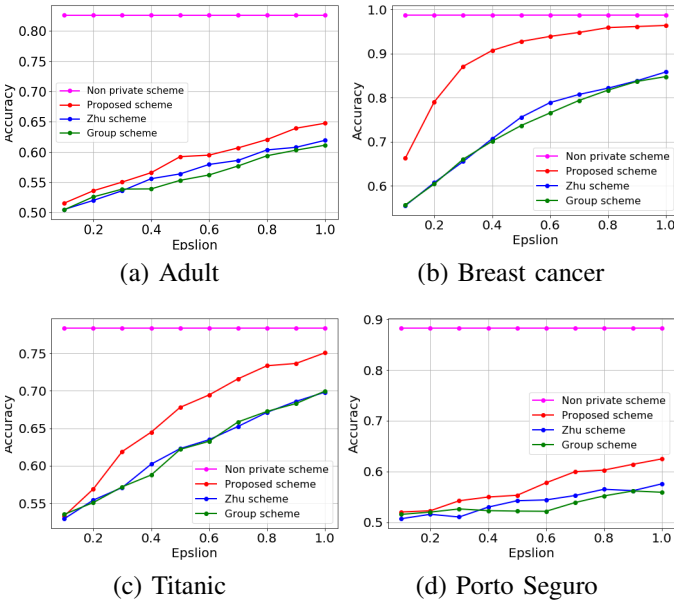 0.80
0.75
0.70
0.65
0.60
0.55
0.50
Accuracy
Non private scheme
Proposed scheme
Zhu scheme
Group scheme
0.2 0.4 0.6 0.8 1.0
Epslion
(a) Adult
1.0
0.9
0.8
0.7
0.6
Accuracy
Non private scheme
Proposed scheme
Zhu scheme
Group scheme
0.2 0.4 0.6 0.8 1.0
Epslion
(b) Breast cancer
0.75
0.70
0.65
0.60
0.55
Accuracy
Non private scheme
Proposed scheme
Zhu scheme
Group scheme
0.2 0.4 0.6 0.8 1.0
Epslion
(c) Titanic
0.9
0.8
0.7
0.6
0.5
Accuracy
Non private scheme
Proposed scheme
Zhu scheme
Group scheme
0.2 0.4 0.6 0.8 1.0
Epslion
(d) Porto Seguro